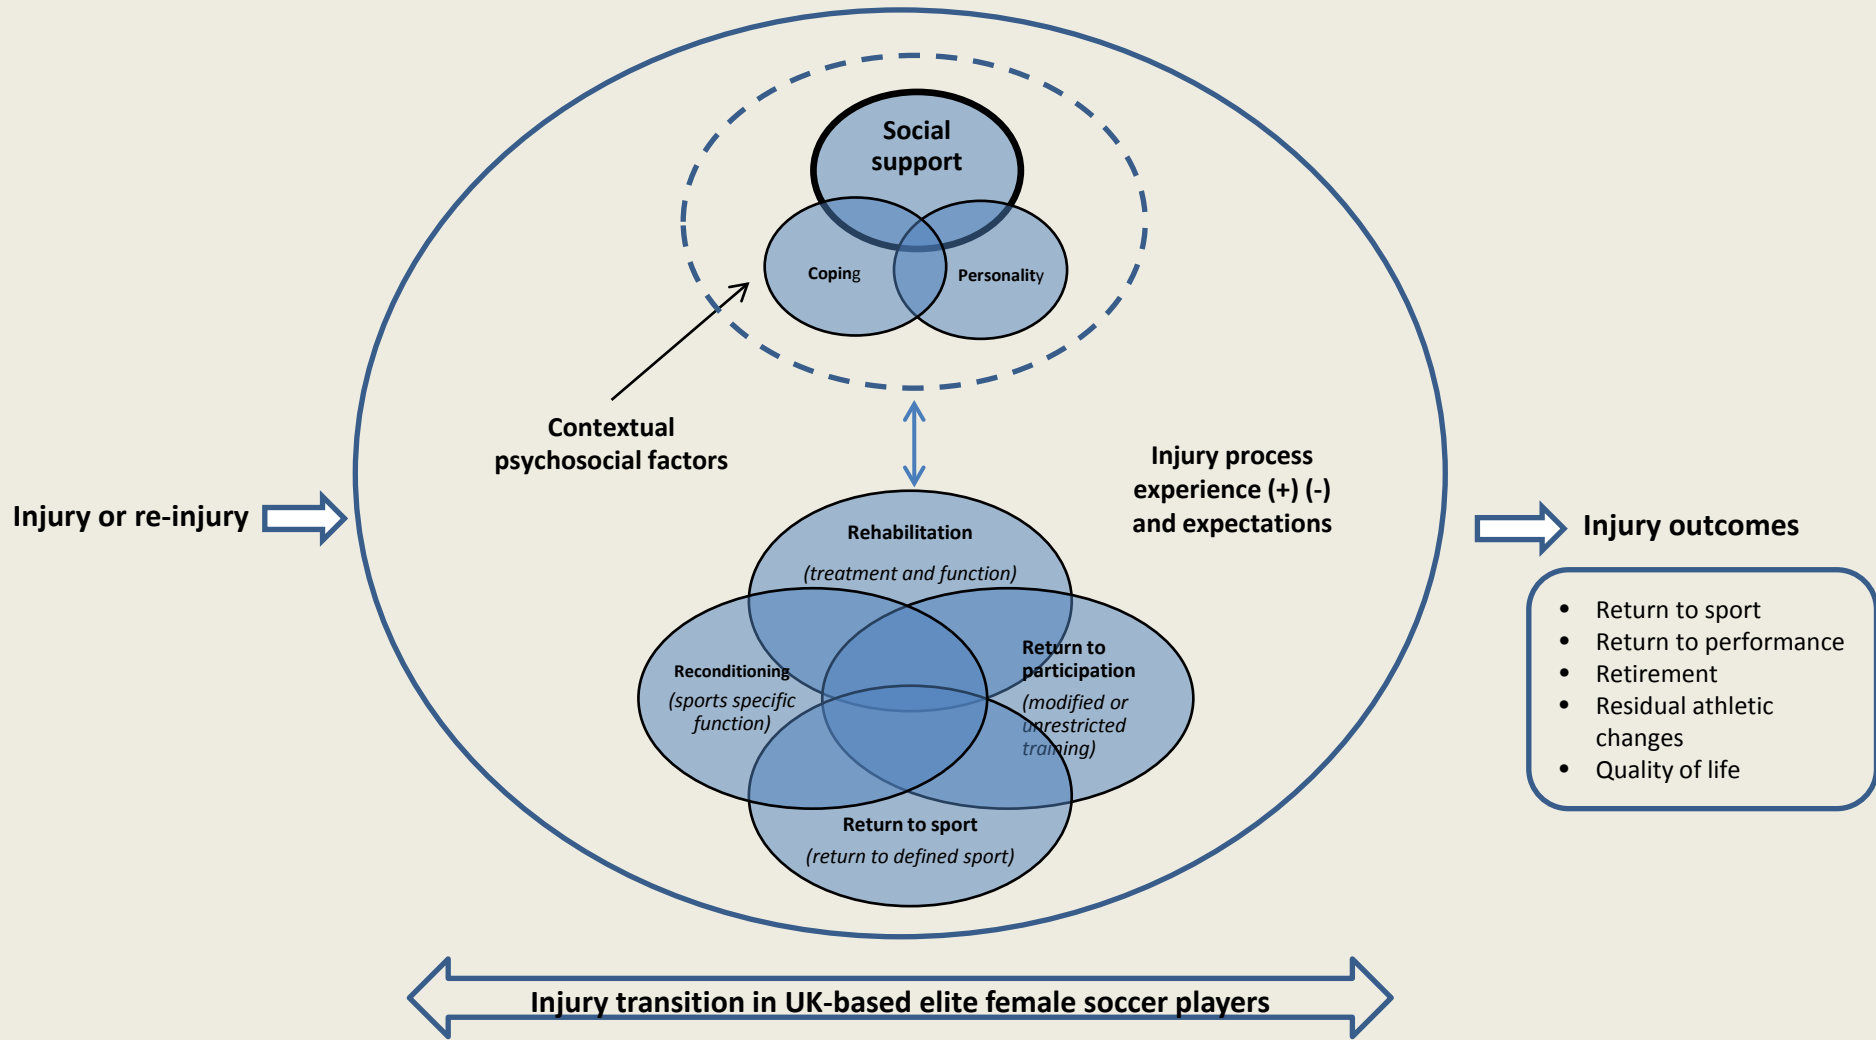 Social
support
Coping
Personality
Contextual
psychosocial factors
Injury process
experience (+) (-)
and expectations
Injury or re-injury
Rehabilitation
(treatment and function)
Reconditioning
(sports specific
function)
Return to
participation
(modified or
unrestricted
training)
Return to sport
(return to defined sport)
Injury outcomes
• Return to sport
• Return to performance
• Retirement
• Residual athletic
changes
• Quality of life
Injury transition in UK-based elite female soccer players